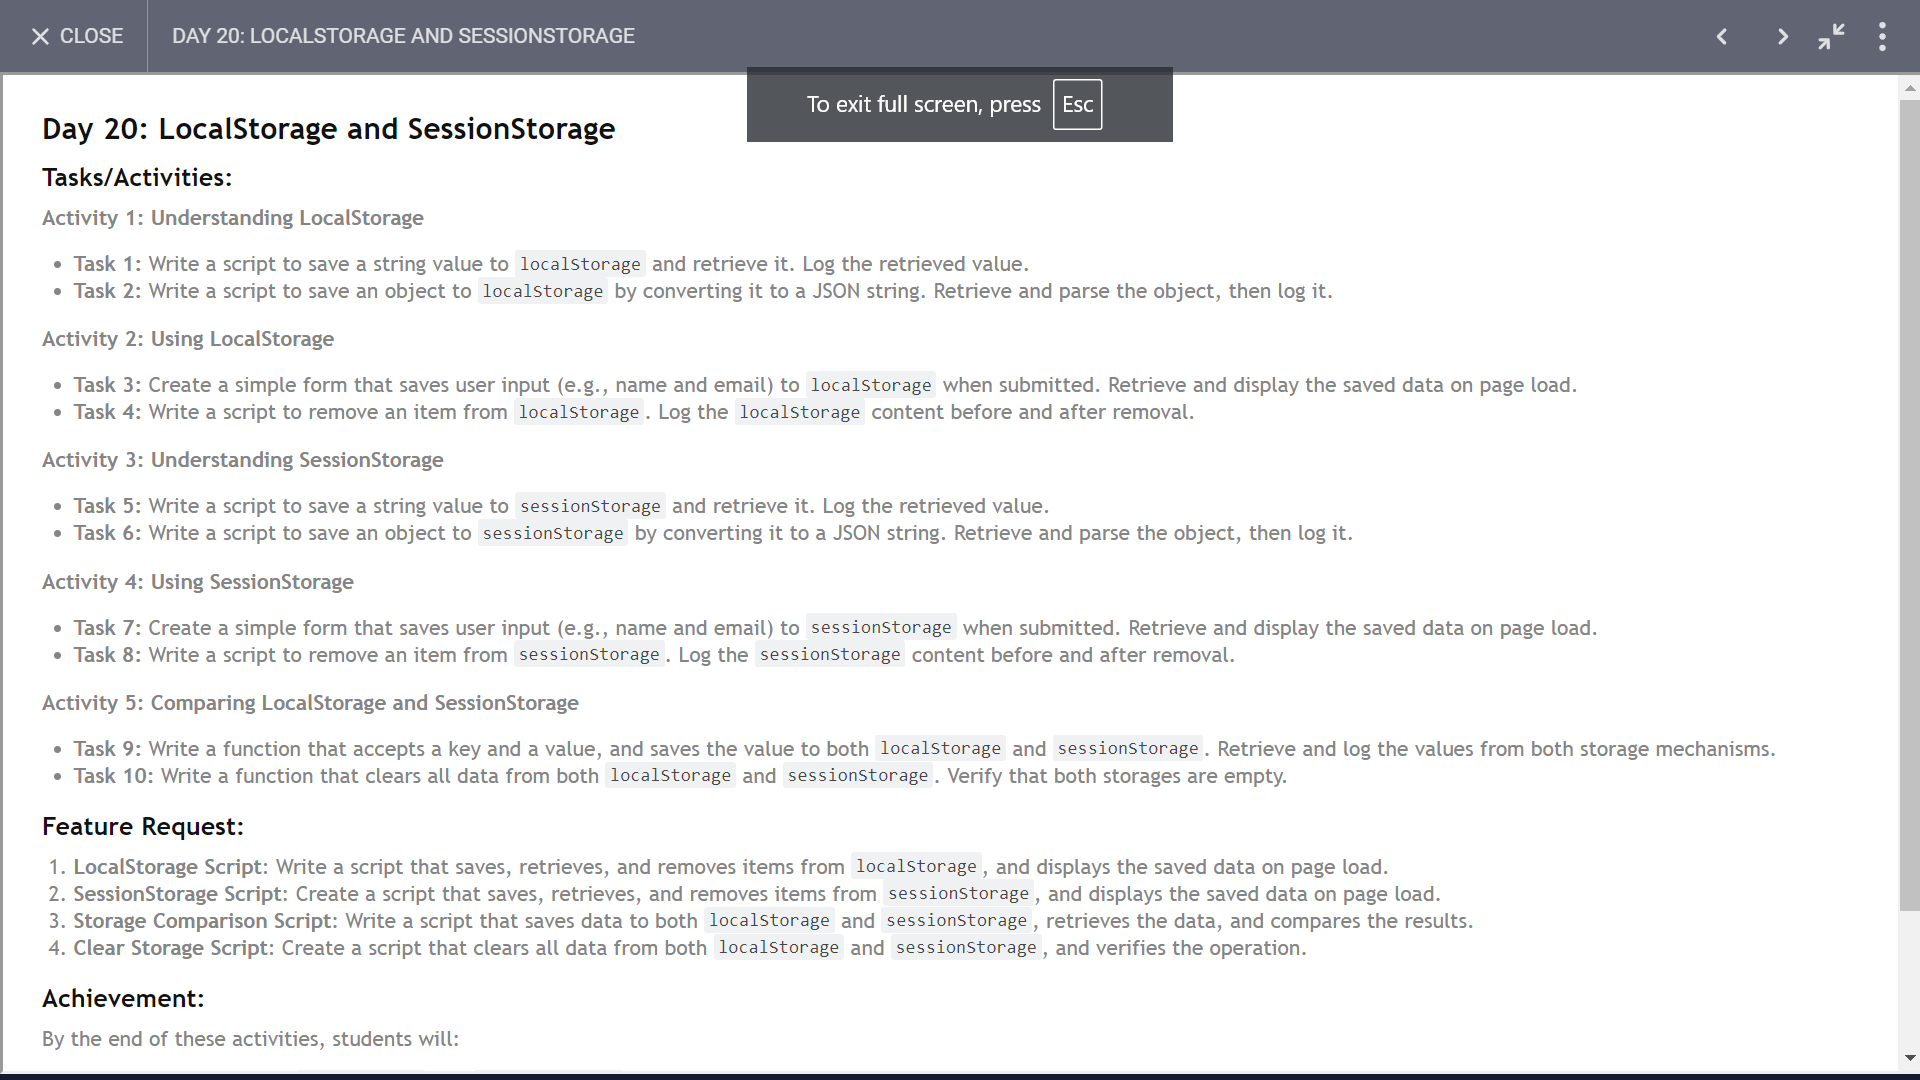 CLOSE
DAY 20: LOCALSTORAGE AND SESSIONSTORAGE
To exit full screen, press Esc
Day 20: LocalStorage and SessionStorage
Tasks/Activities:
Activity 1: Understanding LocalStorage
• Task 1: Write a script to save a string value to localStorage and retrieve it. Log the retrieved value.
• Task 2: Write a script to save an object to localStorage by converting it to a JSON string. Retrieve and parse the object, then log it.
Activity 2: Using LocalStorage
• Task 3: Create a simple form that saves user input (e.g., name and email) to localStorage when submitted. Retrieve and display the saved data on page load.
• Task 4: Write a script to remove an item from localStorage. Log the localStorage content before and after removal.
Activity 3: Understanding SessionStorage
• Task 5: Write a script to save a string value to sessionStorage and retrieve it. Log the retrieved value.
• Task 6: Write a script to save an object to sessionStorage by converting it to a JSON string. Retrieve and parse the object, then log it.
Activity 4: Using SessionStorage
• Task 7: Create a simple form that saves user input (e.g., name and email) to sessionStorage when submitted. Retrieve and display the saved data on page load.
• Task 8: Write a script to remove an item from sessionStorage. Log the sessionStorage content before and after removal.
Activity 5: Comparing LocalStorage and SessionStorage
• Task 9: Write a function that accepts a key and a value, and saves the value to both localStorage and sessionStorage. Retrieve and log the values from both storage mechanisms.
• Task 10: Write a function that clears all data from both localStorage and sessionStorage. Verify that both storages are empty.
Feature Request:
1. LocalStorage Script: Write a script that saves, retrieves, and removes items from localStorage, and displays the saved data on page load.
2. SessionStorage Script: Create a script that saves, retrieves, and removes items from sessionStorage, and displays the saved data on page load.
3. Storage Comparison Script: Write a script that saves data to both localStorage and sessionStorage, retrieves the data, and compares the results.
4. Clear Storage Script: Create a script that clears all data from both localStorage and sessionStorage, and verifies the operation.
Achievement:
By the end of these activities, students will: